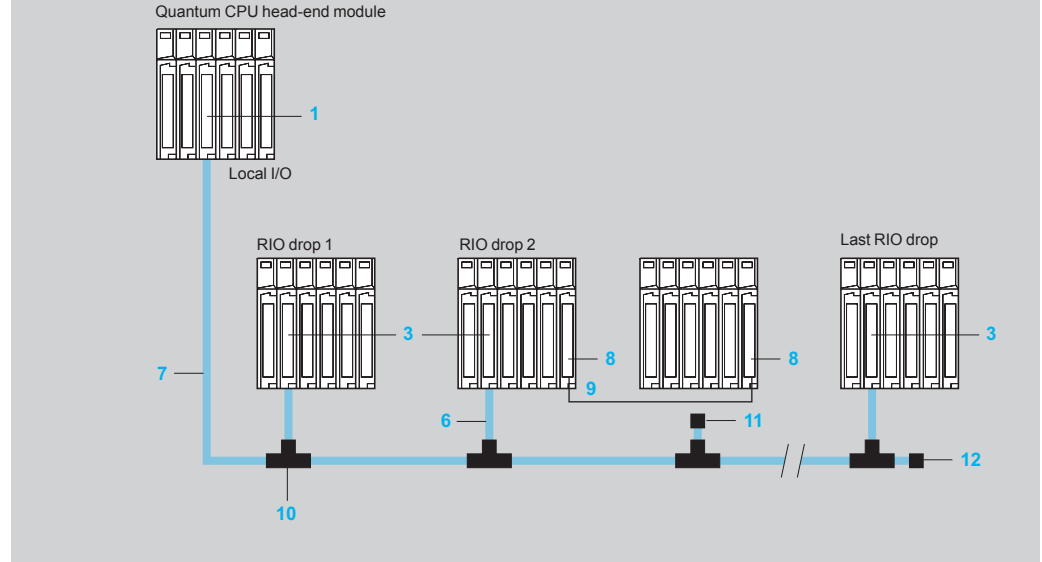 Quantum CPU head-end module
1
Local I/O
RIO drop 1
RIO drop 2
Last RIO drop
3
3
8
8
7
9
6
11
12
10